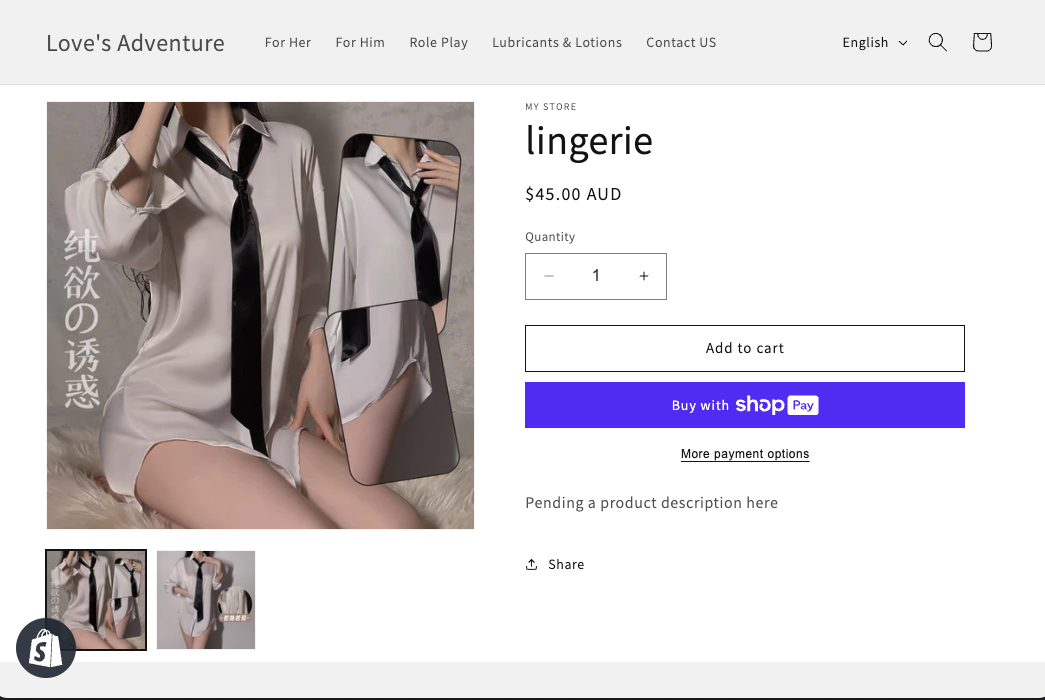 Love's Adventure
For Her
For Him
Role Play
Lubricants & Lotions
Contact US
English
纯欲の诱惑
MY STORE
lingerie
$45.00 AUD
Quantity
− 1 +
Add to cart
Buy with shop Pay
More payment options
Pending a product description here
Share